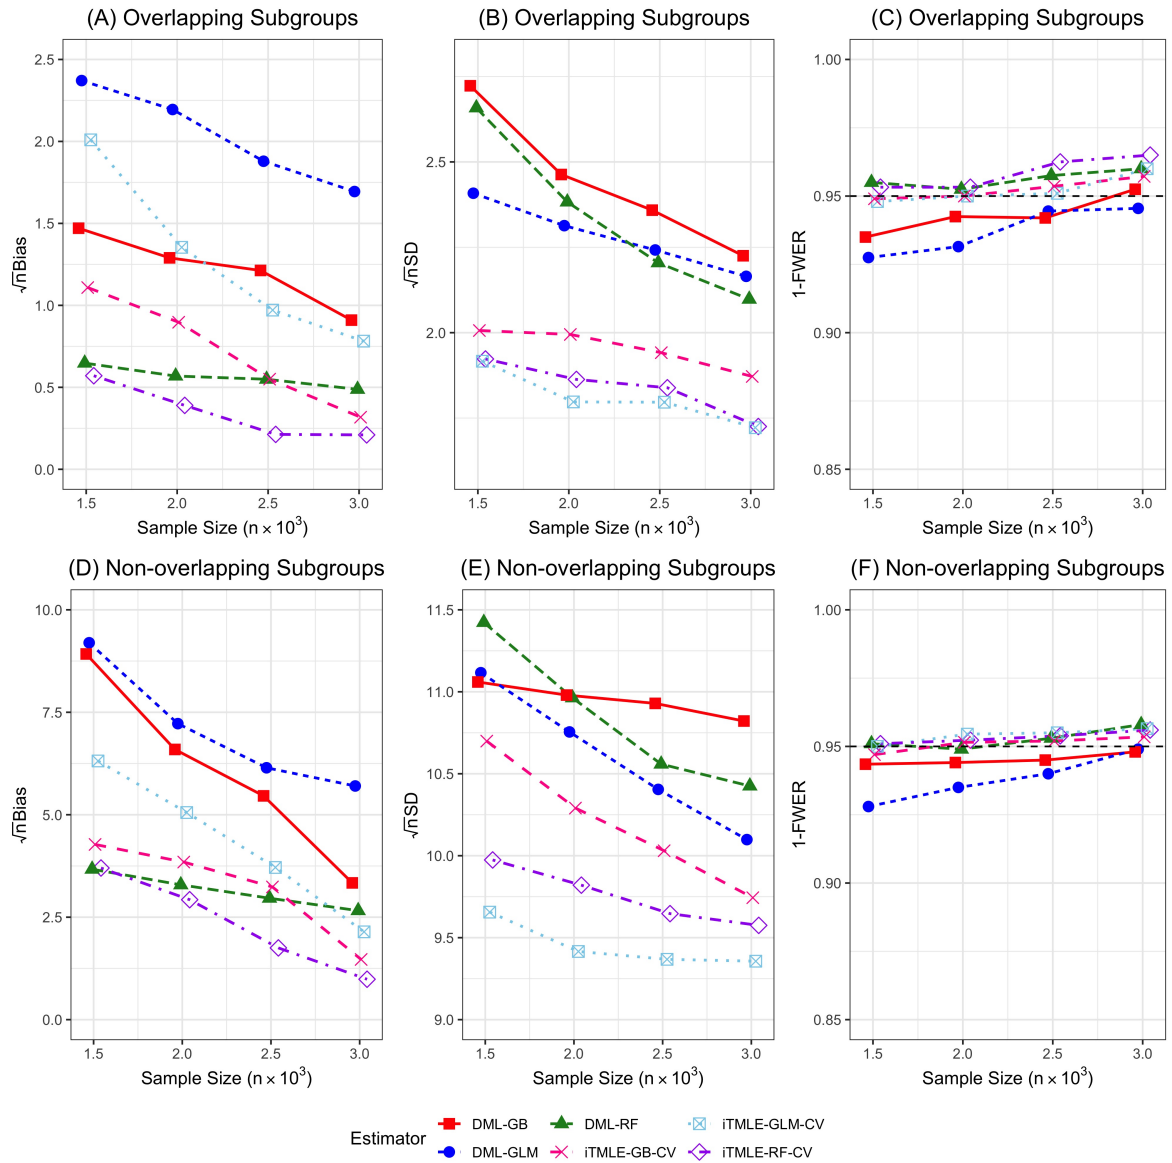 (A) Overlapping Subgroups
(B) Overlapping Subgroups
(C) Overlapping Subgroups
2.5
2.0
1.5
1.0
0.5
0.0
√nBias
1.5 2.0 2.5 3.0
Sample Size (n × 10³)
2.5
2.0
√nSD
1.5 2.0 2.5 3.0
Sample Size (n × 10³)
1.00
0.95
0.90
0.85
1-FWER
1.5 2.0 2.5 3.0
Sample Size (n × 10³)
(D) Non-overlapping Subgroups
(E) Non-overlapping Subgroups
(F) Non-overlapping Subgroups
10.0
7.5
5.0
2.5
0.0
√nBias
1.5 2.0 2.5 3.0
Sample Size (n × 10³)
11.5
11.0
10.5
10.0
9.5
9.0
√nSD
1.5 2.0 2.5 3.0
Sample Size (n × 10³)
1.00
0.95
0.90
0.85
1-FWER
1.5 2.0 2.5 3.0
Sample Size (n × 10³)
Estimator
DML-GB DML-RF iTMLE-GLM-CV
DML-GLM iTMLE-GB-CV iTMLE-RF-CV